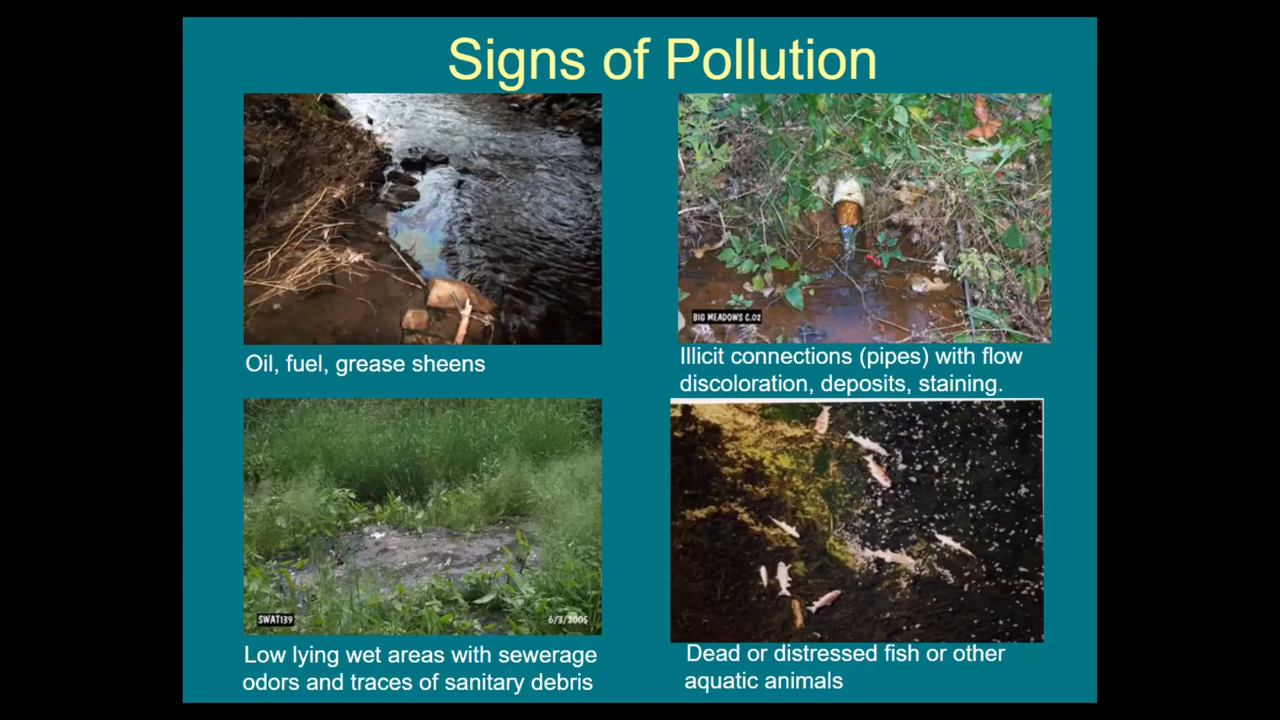 Signs of Pollution
BIG MEADOWS C.02
Oil, fuel, grease sheens
Illicit connections (pipes) with flow
discoloration, deposits, staining.
SWAT139
6/3/2005
Low lying wet areas with sewerage
odors and traces of sanitary debris
Dead or distressed fish or other
aquatic animals